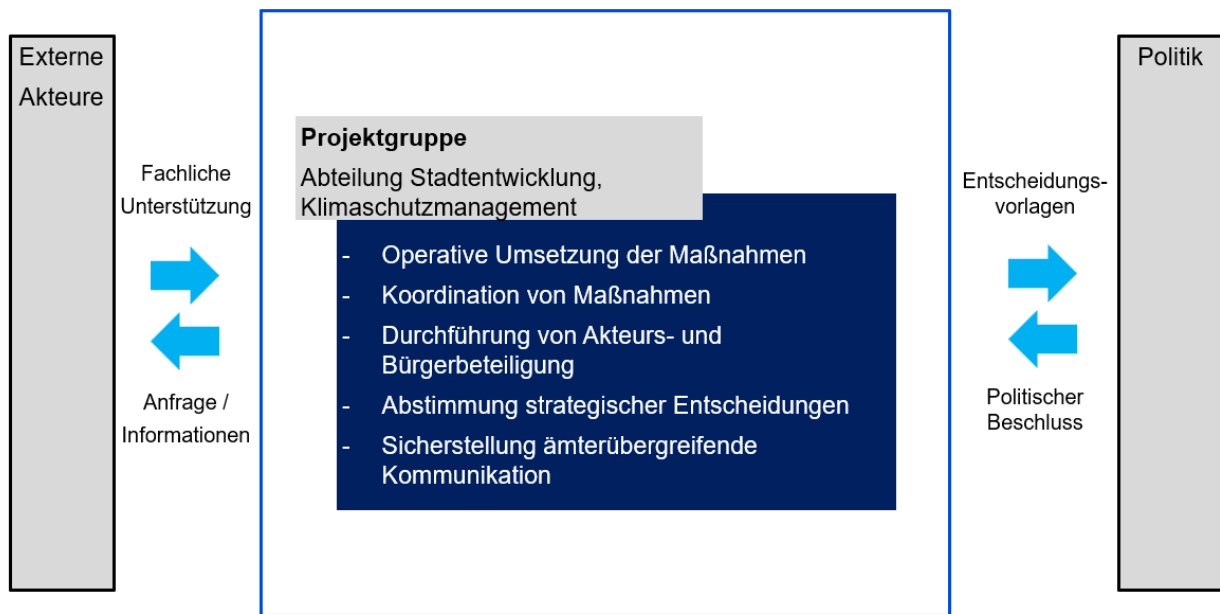 Externe
Akteure
Fachliche
Unterstützung
Anfrage /
Informationen
Projektgruppe
Abteilung Stadtentwicklung,
Klimaschutzmanagement
- Operative Umsetzung der Maßnahmen
- Koordination von Maßnahmen
- Durchführung von Akteurs- und
Bürgerbeteiligung
- Abstimmung strategischer Entscheidungen
- Sicherstellung ämterübergreifende
Kommunikation
Entscheidungs-
vorlagen
Politischer
Beschluss
Politik